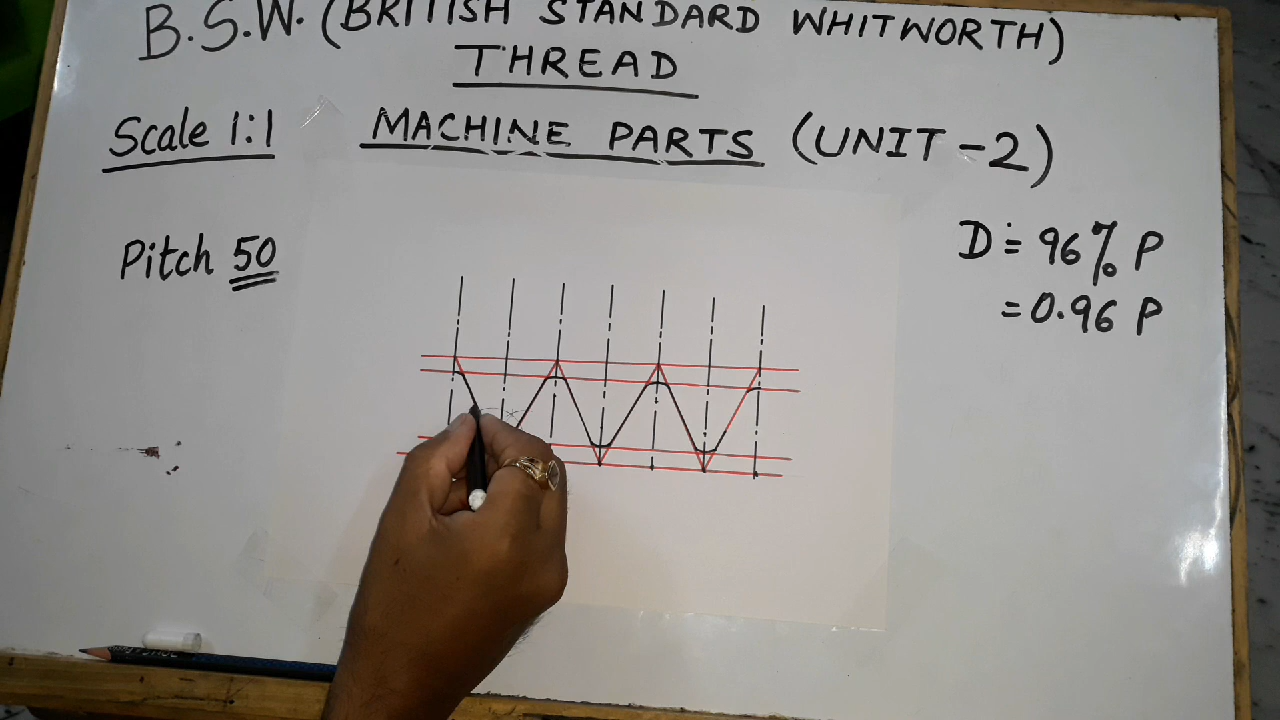 B.S.W. (BRITISH STANDARD WHITWORTH)
THREAD
Scale 1:1
MACHINE PARTS (UNIT-2)
Pitch 50
D = 96% P
= 0.96 P